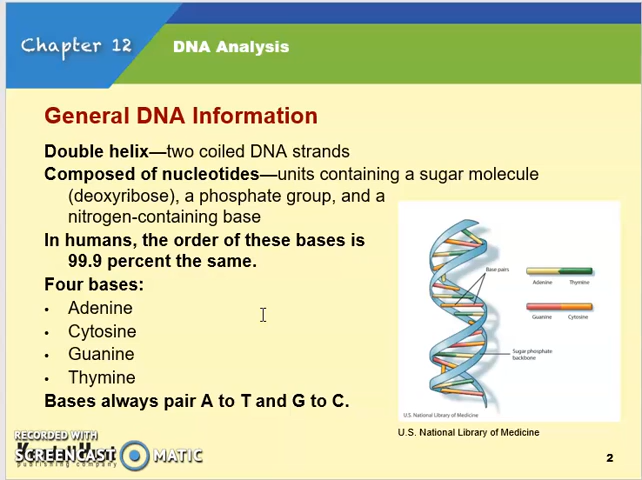 Chapter 12
DNA Analysis
General DNA Information
Double helix—two coiled DNA strands
Composed of nucleotides—units containing a sugar molecule
(deoxyribose), a phosphate group, and a
nitrogen-containing base
In humans, the order of these bases is
99.9 percent the same.
Four bases:
• Adenine
• Cytosine
• Guanine
• Thymine
Bases always pair A to T and G to C.
Base pairs
Adenine Thymine
Guanine Cytosine
Sugar phosphate
backbone
U.S. National Library of Medicine
U.S. National Library of Medicine
RECORDED WITH
SCREENCAST MATIC
publishing company
2